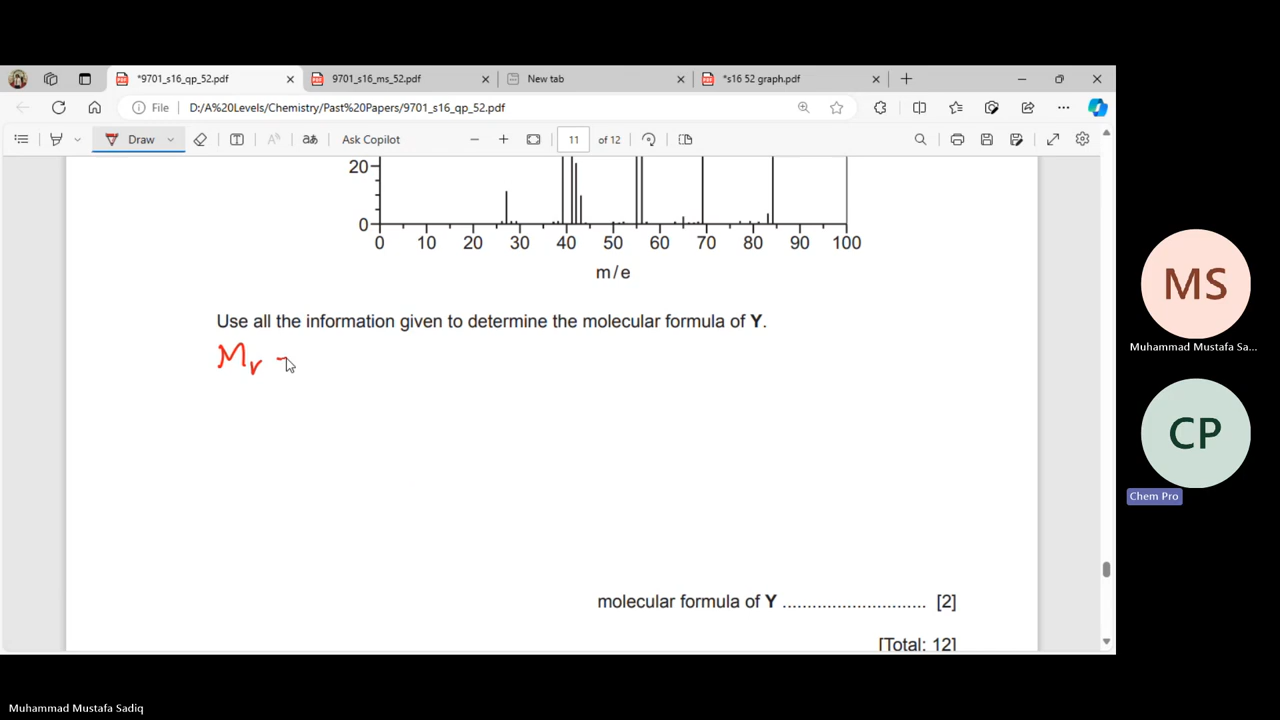 *9701_s16_qp_52.pdf
9701_s16_ms_52.pdf
New tab
*s16 52 graph.pdf
File
D:/A%20Levels/Chemistry/Past%20Papers/9701_s16_qp_52.pdf
Draw
aあ
Ask Copilot
11 of 12
20
0
0 10 20 30 40 50 60 70 80 90 100
m/e
Use all the information given to determine the molecular formula of Y.
Mr
molecular formula of Y ............................ [2]
[Total: 12]
MS
Muhammad Mustafa Sa...
CP
Chem Pro
Muhammad Mustafa Sadiq